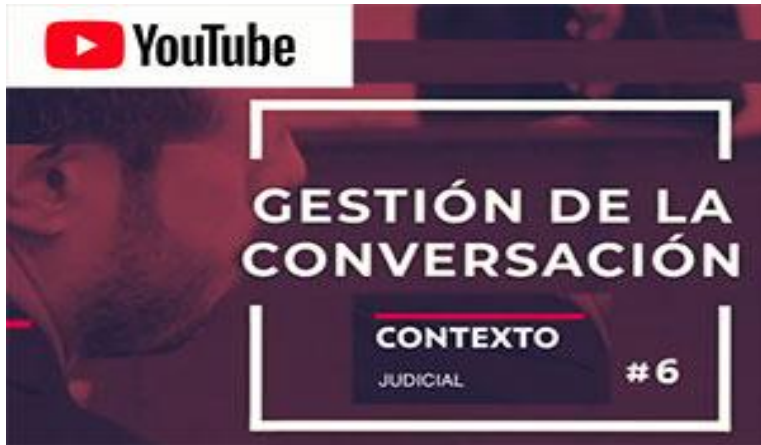 YouTube
GESTIÓN DE LA
CONVERSACIÓN
CONTEXTO
JUDICIAL
#6